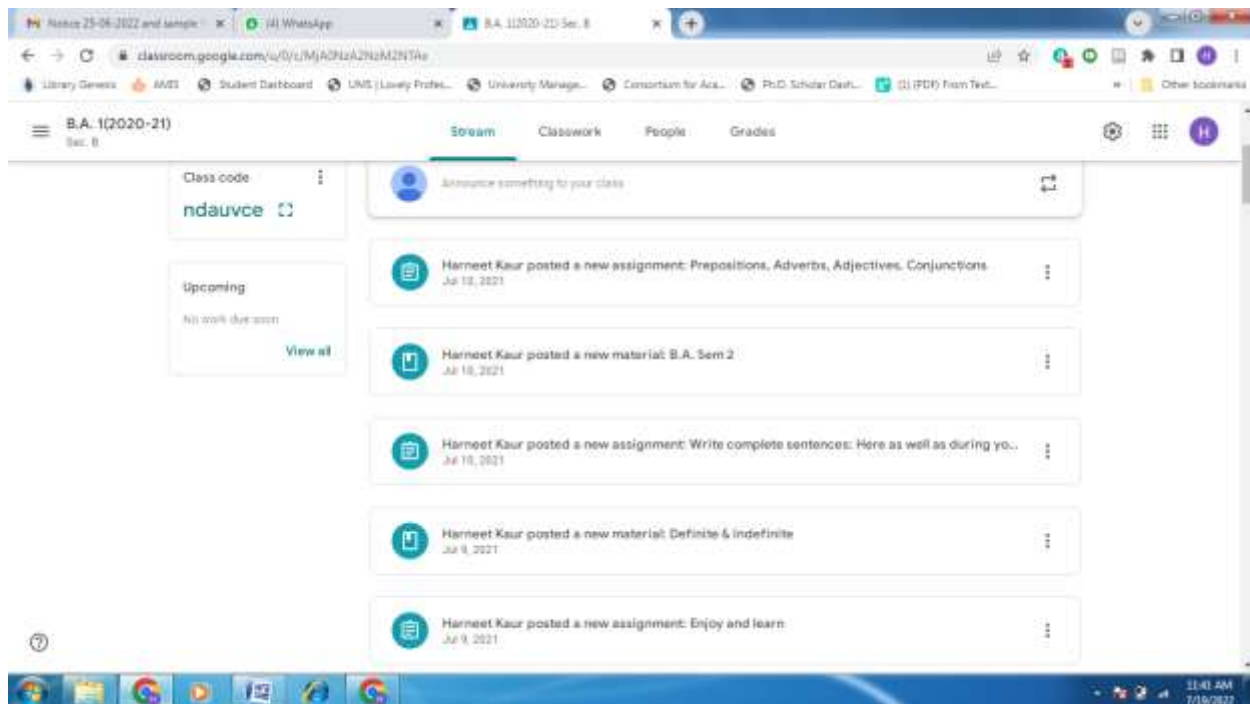 Notice 25-06-2022 and sample
(4) WhatsApp
B.A. 1(2020-21) Sec. B
classroom.google.com/u/0/c/
Library Genesis
Student Dashboard
UMS (Lovely Profes...
University Manage...
Consortium for Aca...
Ph.D. Scholar Dash...
(1) (PDF) From Text...
Other bookmarks
B.A. 1(2020-21)
Sec. B
Stream
Classwork
People
Grades
H
Class code
ndauvce
Announce something to your class
Upcoming
No work due soon
View all
Harneet Kaur posted a new assignment: Prepositions, Adverbs, Adjectives, Conjunctions
Jul 10, 2021
Harneet Kaur posted a new material: B.A. Sem 2
Jul 10, 2021
Harneet Kaur posted a new assignment: Write complete sentences: Here as well as during yo...
Jul 10, 2021
Harneet Kaur posted a new material: Definite & Indefinite
Jul 9, 2021
Harneet Kaur posted a new assignment: Enjoy and learn
Jul 9, 2021
11:41 AM
7/19/2022